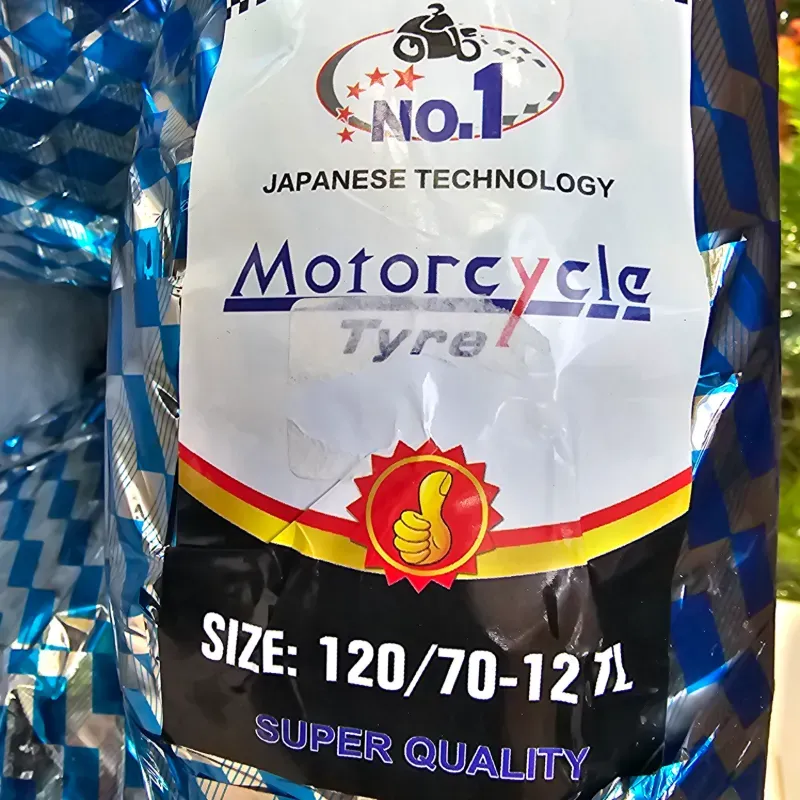 NO.1
JAPANESE TECHNOLOGY
Motorcycle
Tyre
SIZE: 120/70-12 TL
SUPER QUALITY